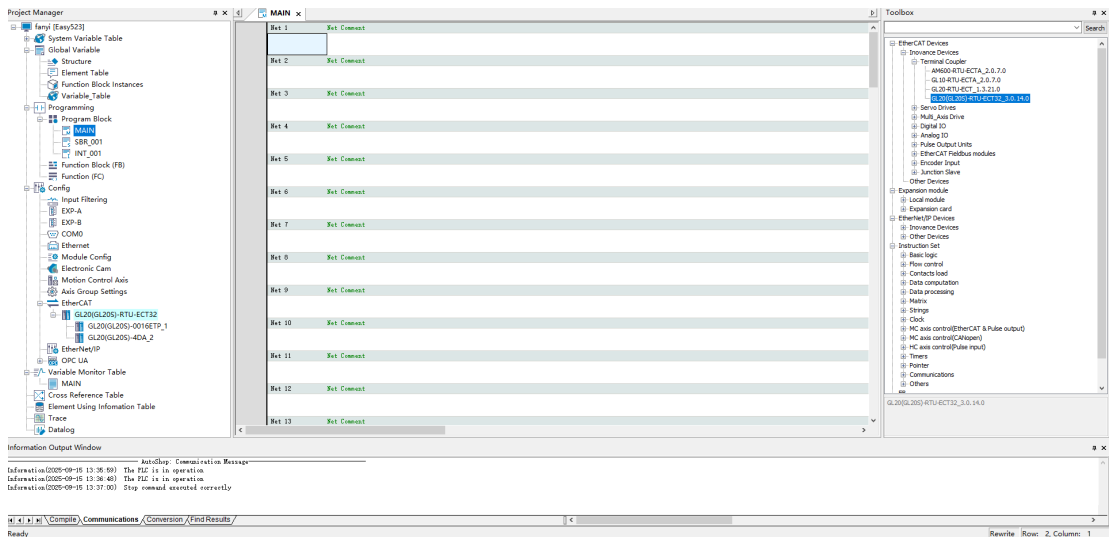 Project Manager
fanyi [Easy523]
System Variable Table
Global Variable
Structure
Element Table
Function Block Instances
Variable_Table
Programming
Program Block
MAIN
SBR_001
INT_001
Function Block (FB)
Function (FC)
Config
Input Filtering
EXP-A
EXP-B
COM0
Ethernet
Module Config
Electronic Cam
Motion Control Axis
Axis Group Settings
EtherCAT
GL20(GL20S)-RTU-ECT32
GL20(GL20S)-0016ETP_1
GL20(GL20S)-4DA_2
EtherNet/IP
OPC UA
Variable Monitor Table
MAIN
Cross Reference Table
Element Using Infomation Table
Trace
Datalog
MAIN
Net 1 Net Comment
Net 2 Net Comment
Net 3 Net Comment
Net 4 Net Comment
Net 5 Net Comment
Net 6 Net Comment
Net 7 Net Comment
Net 8 Net Comment
Net 9 Net Comment
Net 10 Net Comment
Net 11 Net Comment
Net 12 Net Comment
Net 13 Net Comment
Toolbox
Search
EtherCAT Devices
Inovance Devices
Terminal Coupler
AM600-RTU-ECTA_2.0.7.0
GL10-RTU-ECTA_2.0.7.0
GL20-RTU-ECT_1.3.21.0
GL20(GL20S)-RTU-ECT32_3.0.14.0
Servo Drives
Multi_Axis Drive
Digital IO
Analog IO
Pulse Output Units
EtherCAT Fieldbus modules
Encoder Input
Junction Slave
Other Devices
Expansion module
Local module
Expansion card
EtherNet/IP Devices
Inovance Devices
Other Devices
Instruction Set
Basic logic
Flow control
Contacts load
Data computation
Data processing
Matrix
Strings
Clock
MC axis control(EtherCAT & Pulse output)
MC axis control(CANopen)
HC axis control(Pulse input)
Timers
Pointer
Communications
Others
GL20(GL20S)-RTU-ECT32_3.0.14.0
Information Output Window
AutoShop: Communication Message
Information(2025-09-15 13:35:59) The PLC is in operation
Information(2025-09-15 13:36:48) The PLC is in operation
Information(2025-09-15 13:37:00) Stop command executed correctly
Compile Communications Conversion Find Results
Ready
Rewrite Row: 2, Column: 1